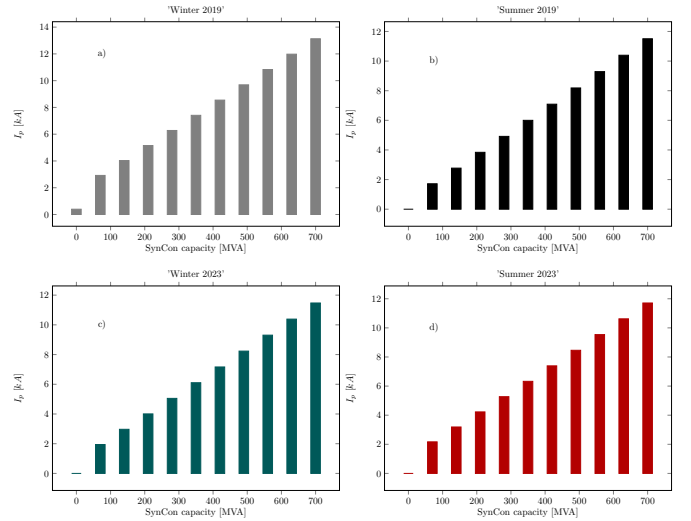 'Winter 2019'
14
12
10
8
6
4
2
0
I_p [kA]
a)
0 100 200 300 400 500 600 700
SynCon capacity [MVA]
'Summer 2019'
12
10
8
6
4
2
0
I_p [kA]
b)
0 100 200 300 400 500 600 700
SynCon capacity [MVA]
'Winter 2023'
12
10
8
6
4
2
0
I_p [kA]
c)
0 100 200 300 400 500 600 700
SynCon capacity [MVA]
'Summer 2023'
12
10
8
6
4
2
0
I_p [kA]
d)
0 100 200 300 400 500 600 700
SynCon capacity [MVA]